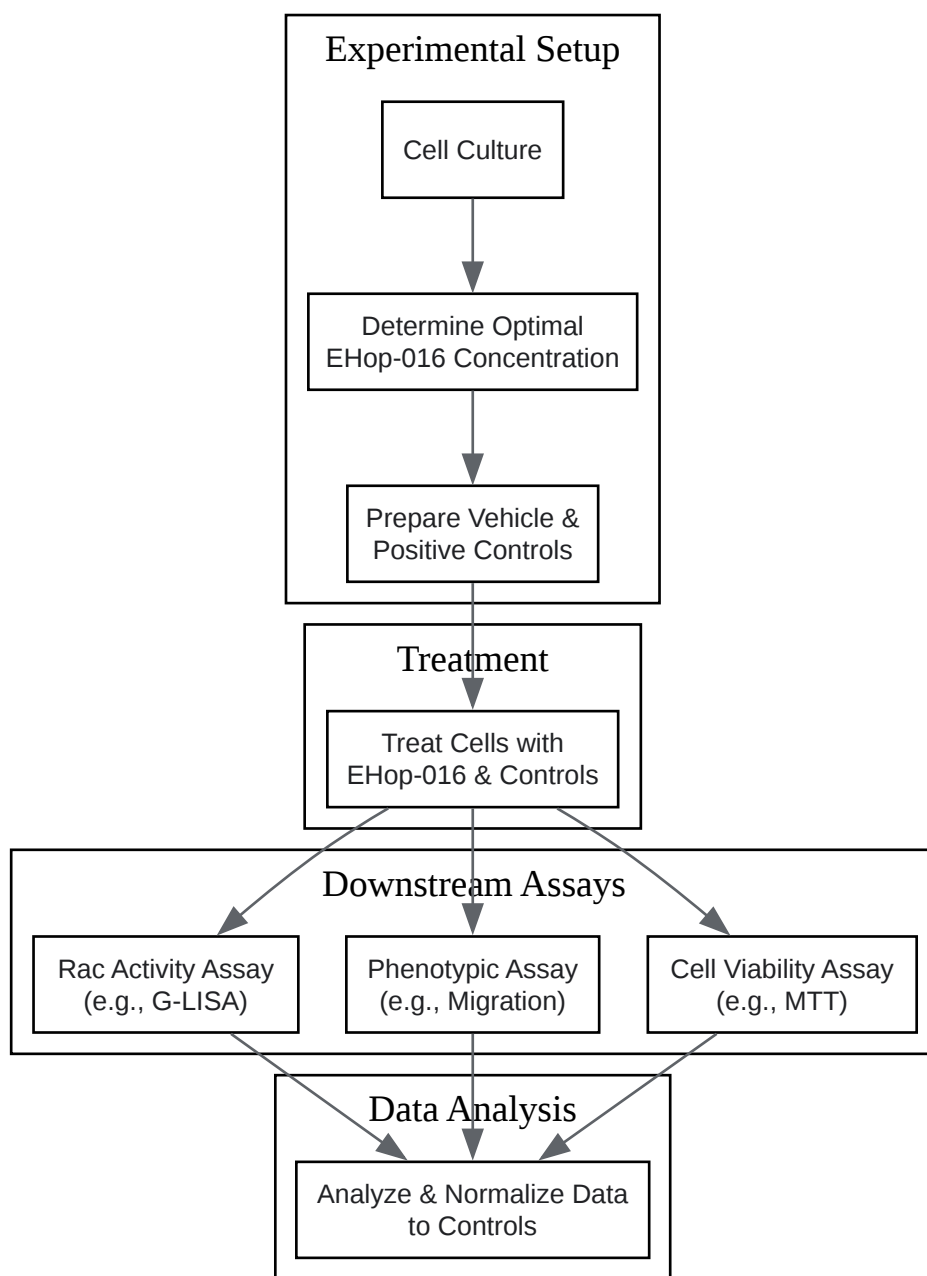 Experimental Setup
Cell Culture
Determine Optimal
EHop-016 Concentration
Prepare Vehicle &
Positive Controls
Treatment
Treat Cells with
EHop-016 & Controls
Downstream Assays
Rac Activity Assay
(e.g., G-LISA)
Phenotypic Assay
(e.g., Migration)
Cell Viability Assay
(e.g., MTT)
Data Analysis
Analyze & Normalize Data
to Controls